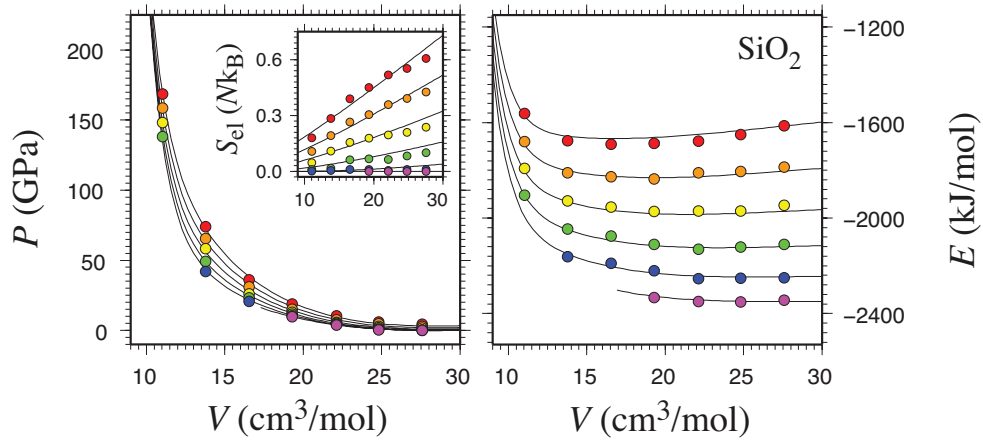 P (GPa)
200
150
100
50
0
10 15 20 25 30
V (cm³/mol)
S_el (Nk_B)
0.6
0.3
0.0
10 20 30
SiO₂
10 15 20 25 30
V (cm³/mol)
−1200
−1600
−2000
−2400
E (kJ/mol)